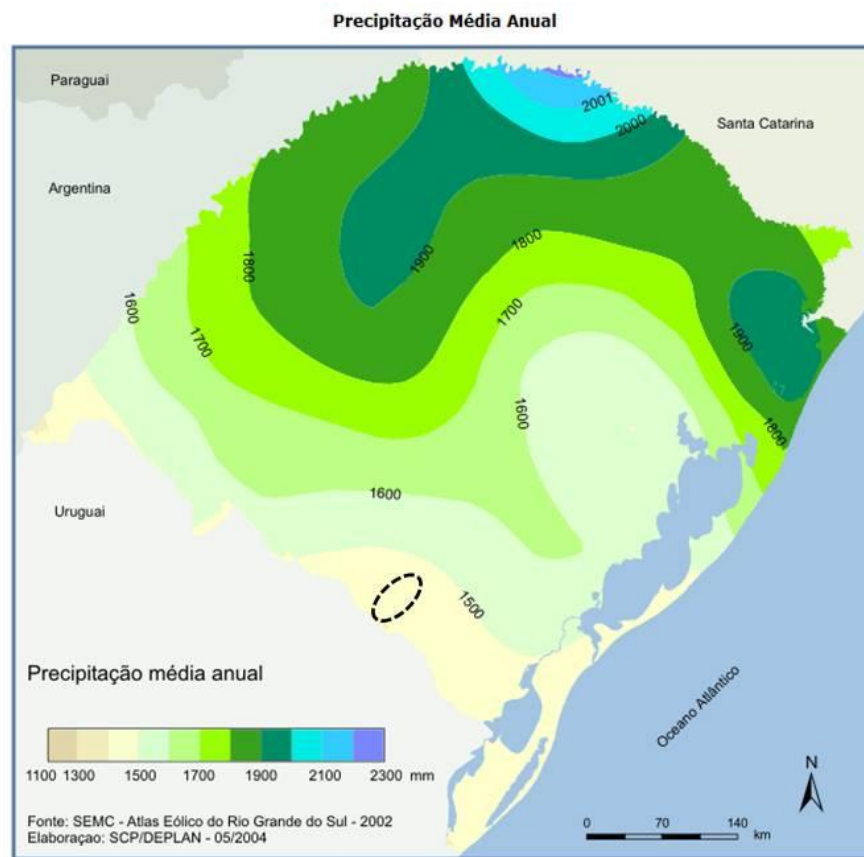 Precipitação Média Anual
Paraguai
2001
2000
Santa Catarina
Argentina
1800
1900
1800
1600
1700
1700
1900
1600
1800
1600
Uruguai
1500
Precipitação média anual
Oceano Atlântico
1100 1300 1500 1700 1900 2100 2300 mm
N
Fonte: SEMC - Atlas Eólico do Rio Grande do Sul - 2002
Elaboraçao: SCP/DEPLAN - 05/2004
0 70 140
km